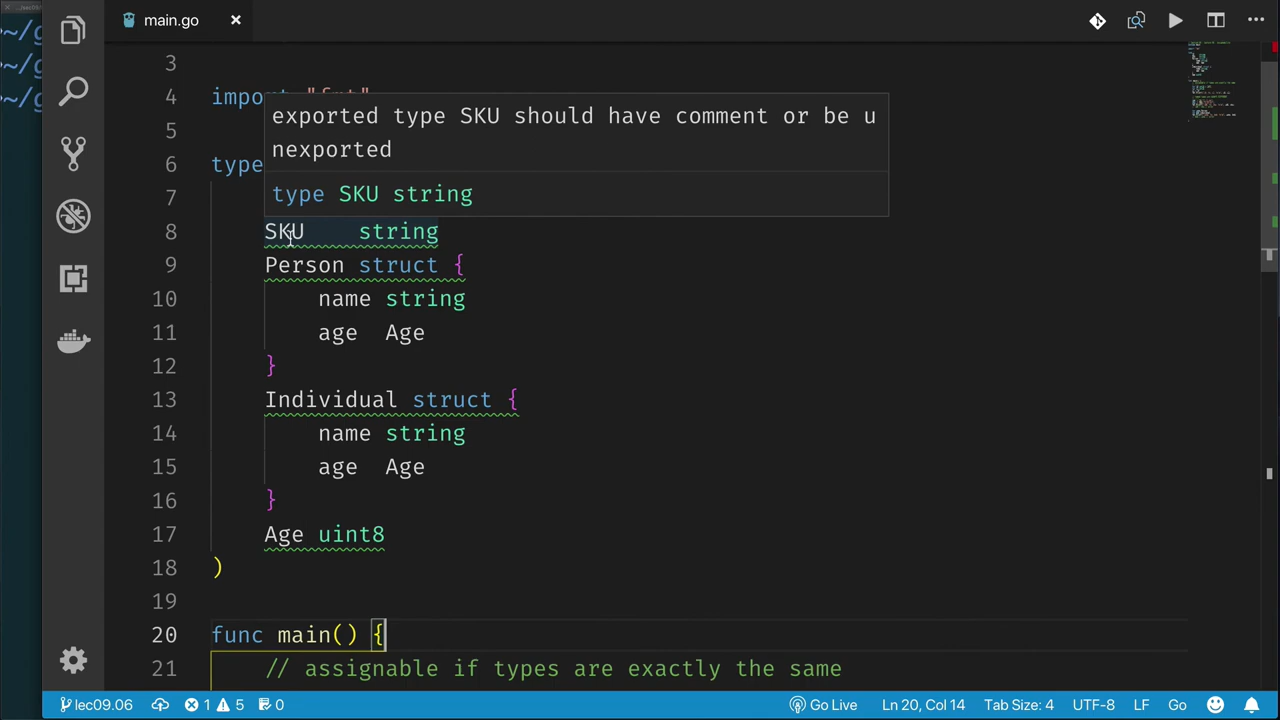 main.go
3
4 import "fmt"
exported type SKU should have comment or be u
nexported
5
6 type
type SKU string
7
8 SKU string
9 Person struct {
10 name string
11 age Age
12 }
13 Individual struct {
14 name string
15 age Age
16 }
17 Age uint8
18 )
19
20 func main() {
21 // assignable if types are exactly the same
lec09.06 1 5 0 Go Live Ln 20, Col 14 Tab Size: 4 UTF-8 LF Go